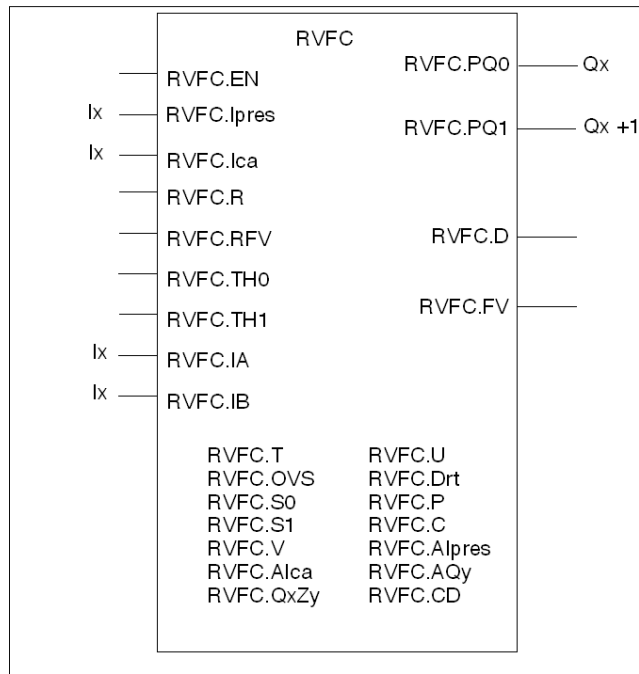 RVFC
RVFC.EN
Ix RVFC.Ipres
Ix RVFC.Ica
RVFC.R
RVFC.RFV
RVFC.TH0
RVFC.TH1
Ix RVFC.IA
Ix RVFC.IB
RVFC.PQ0 Qx
RVFC.PQ1 Qx +1
RVFC.D
RVFC.FV
RVFC.T RVFC.U
RVFC.OVS RVFC.Drt
RVFC.S0 RVFC.P
RVFC.S1 RVFC.C
RVFC.V RVFC.AIpres
RVFC.AIca RVFC.AQy
RVFC.QxZy RVFC.CD